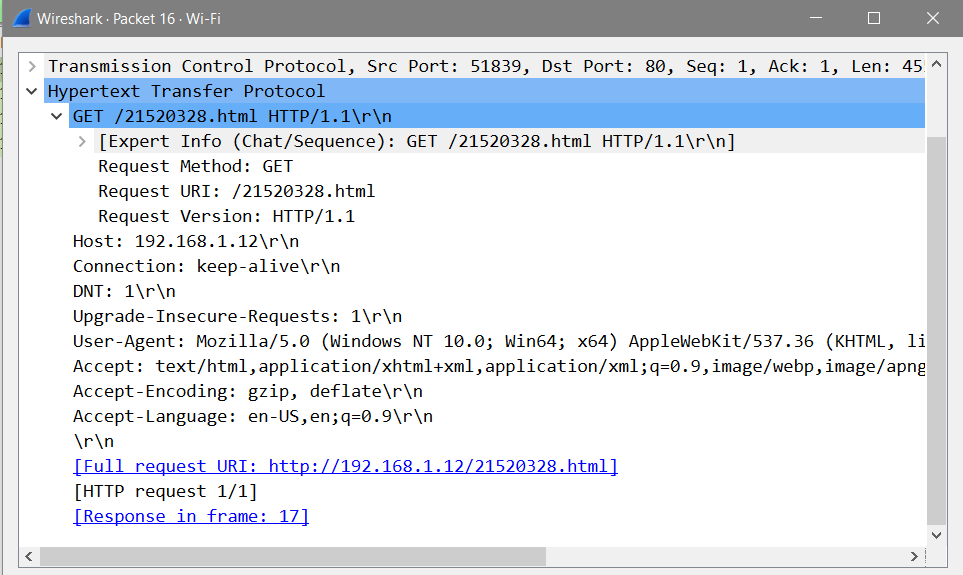 Wireshark · Packet 16 · Wi-Fi
Transmission Control Protocol, Src Port: 51839, Dst Port: 80, Seq: 1, Ack: 1, Len: 455
Hypertext Transfer Protocol
GET /21520328.html HTTP/1.1\r\n
[Expert Info (Chat/Sequence): GET /21520328.html HTTP/1.1\r\n]
Request Method: GET
Request URI: /21520328.html
Request Version: HTTP/1.1
Host: 192.168.1.12\r\n
Connection: keep-alive\r\n
DNT: 1\r\n
Upgrade-Insecure-Requests: 1\r\n
User-Agent: Mozilla/5.0 (Windows NT 10.0; Win64; x64) AppleWebKit/537.36 (KHTML, li
Accept: text/html,application/xhtml+xml,application/xml;q=0.9,image/webp,image/apng
Accept-Encoding: gzip, deflate\r\n
Accept-Language: en-US,en;q=0.9\r\n
\r\n
[Full request URI: http://192.168.1.12/21520328.html]
[HTTP request 1/1]
[Response in frame: 17]